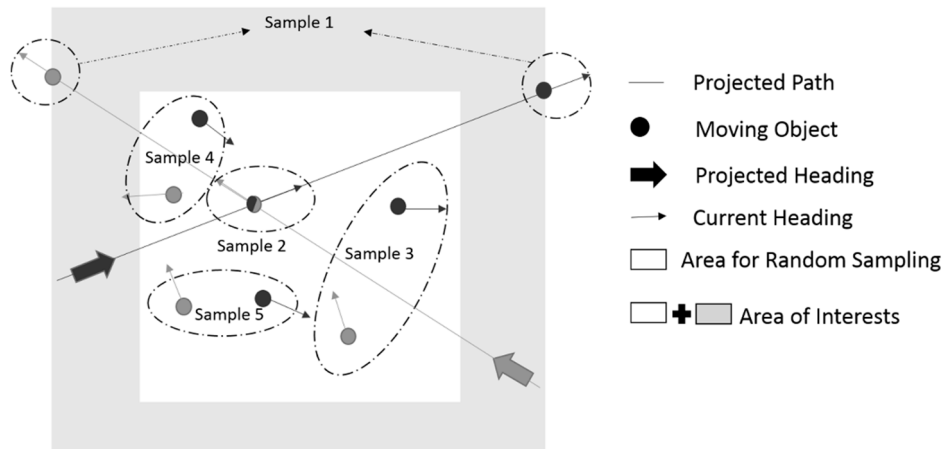 Sample 1
Sample 4
Sample 2
Sample 3
Sample 5
Projected Path
Moving Object
Projected Heading
Current Heading
Area for Random Sampling
Area of Interests